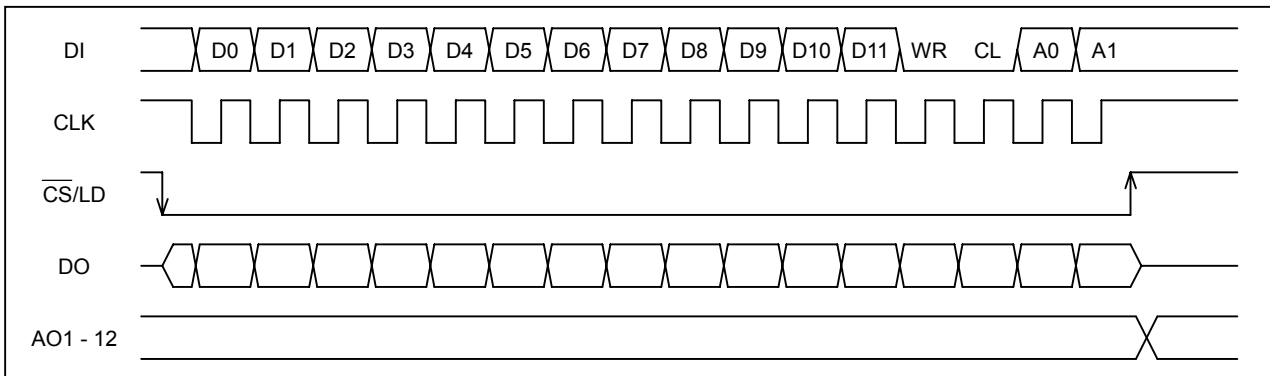 DI D0 D1 D2 D3 D4 D5 D6 D7 D8 D9 D10 D11 WR CL A0 A1
CLK
CS/LD
DO
AO1 - 12